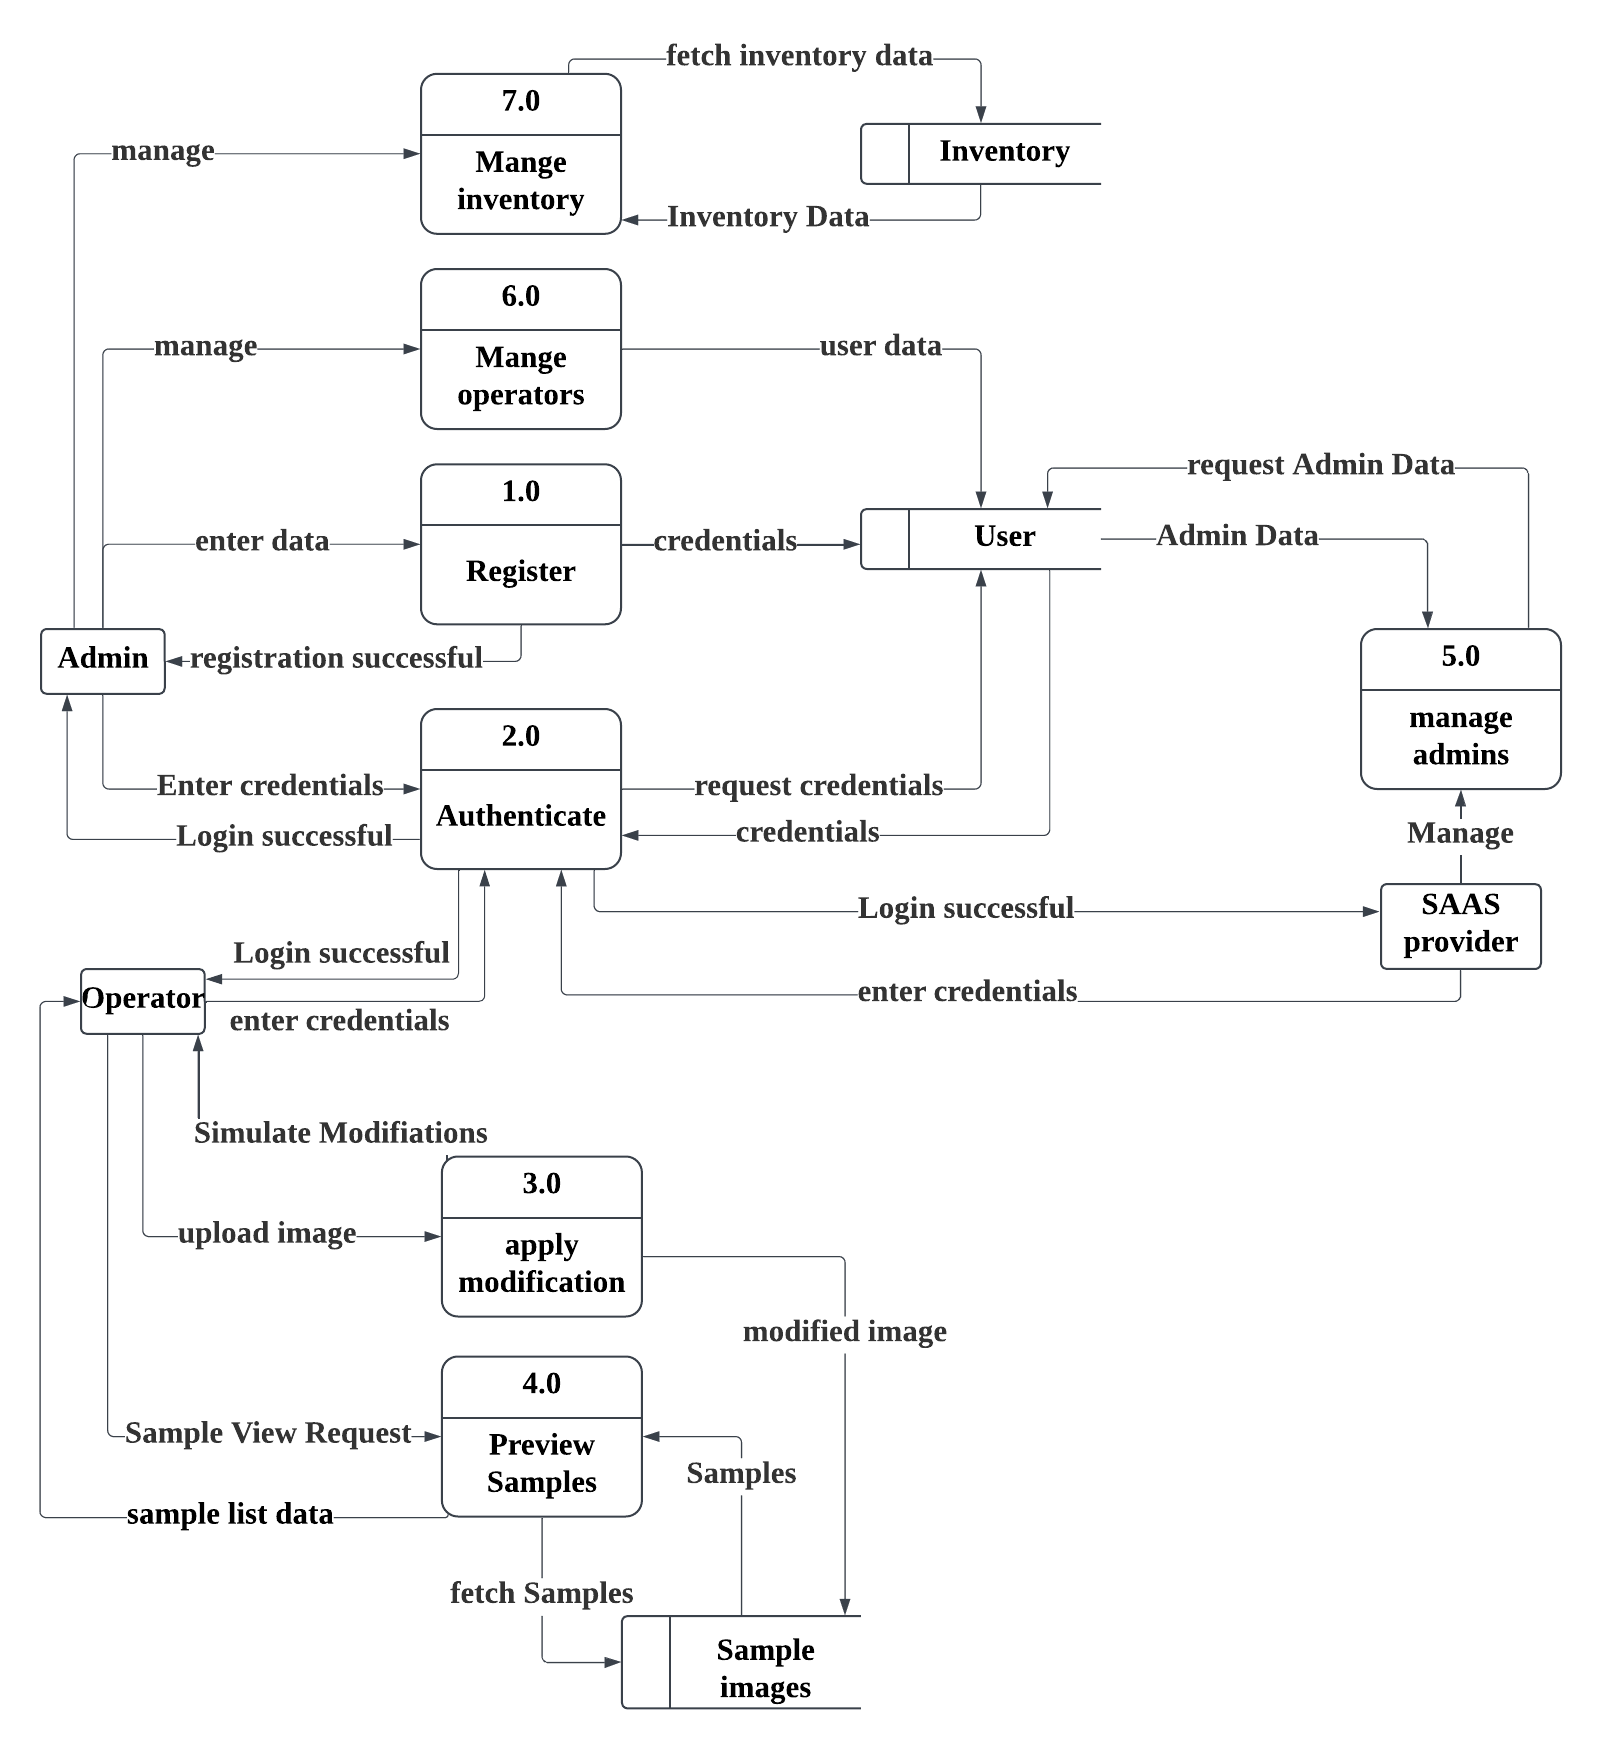 fetch inventory data
7.0
manage
Mange
inventory
Inventory
Inventory Data
6.0
manage
Mange
operators
user data
request Admin Data
1.0
enter data
Register
credentials
User
Admin Data
Admin
registration successful
5.0
manage
admins
2.0
Enter credentials
Authenticate
request credentials
Login successful
credentials
Manage
Login successful
SAAS
provider
Login successful
Operator
enter credentials
enter credentials
Simulate Modifiations
3.0
upload image
apply
modification
modified image
4.0
Sample View Request
Preview
Samples
Samples
sample list data
fetch Samples
Sample
images